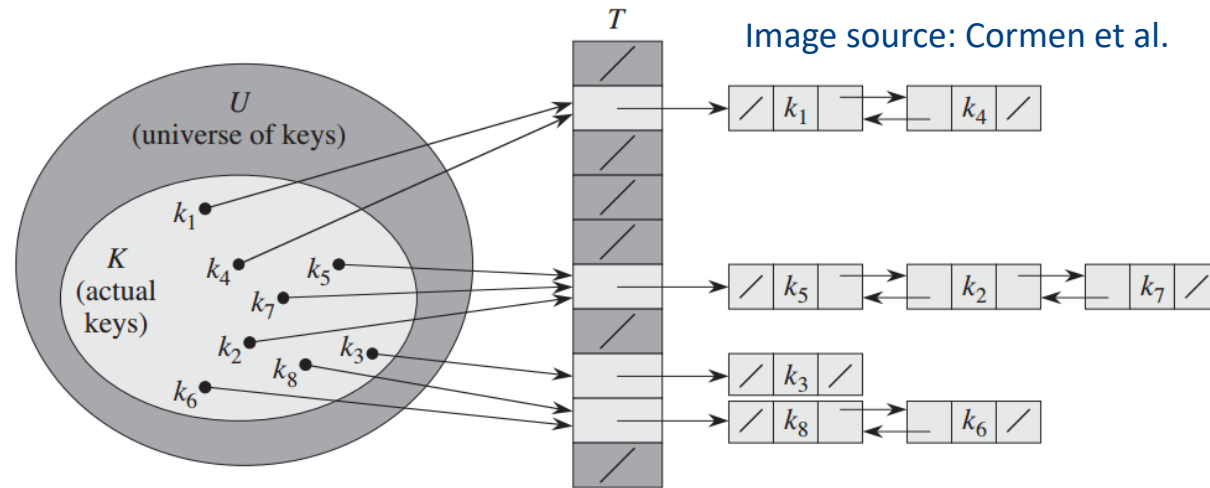 T
Image source: Cormen et al.
U
(universe of keys)
k₁ k₄
k₁
K
(actual
keys)
k₄
k₅
k₇
k₅ k₂ k₇
k₂
k₈
k₃
k₆
k₃
k₈ k₆